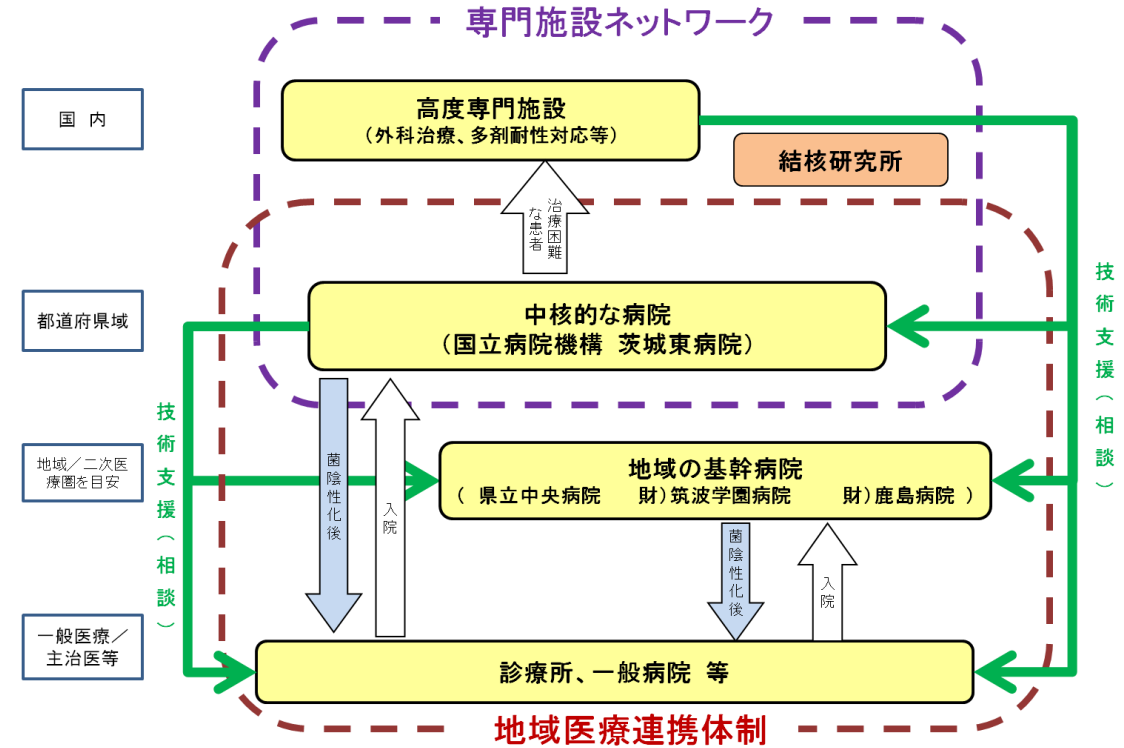 専門施設ネットワーク
国 内
高度専門施設
（外科治療、多剤耐性対応等）
結核研究所
治療困難
な患者
都道府県域
中核的な病院
（国立病院機構 茨城東病院）
技術支援（相談）
技術支援（相談）
菌陰性化後
入院
地域／二次医
療圏を目安
地域の基幹病院
（ 県立中央病院 財）筑波学園病院 財）鹿島病院 ）
菌陰性化後
入院
一般医療／
主治医等
診療所、一般病院 等
地域医療連携体制